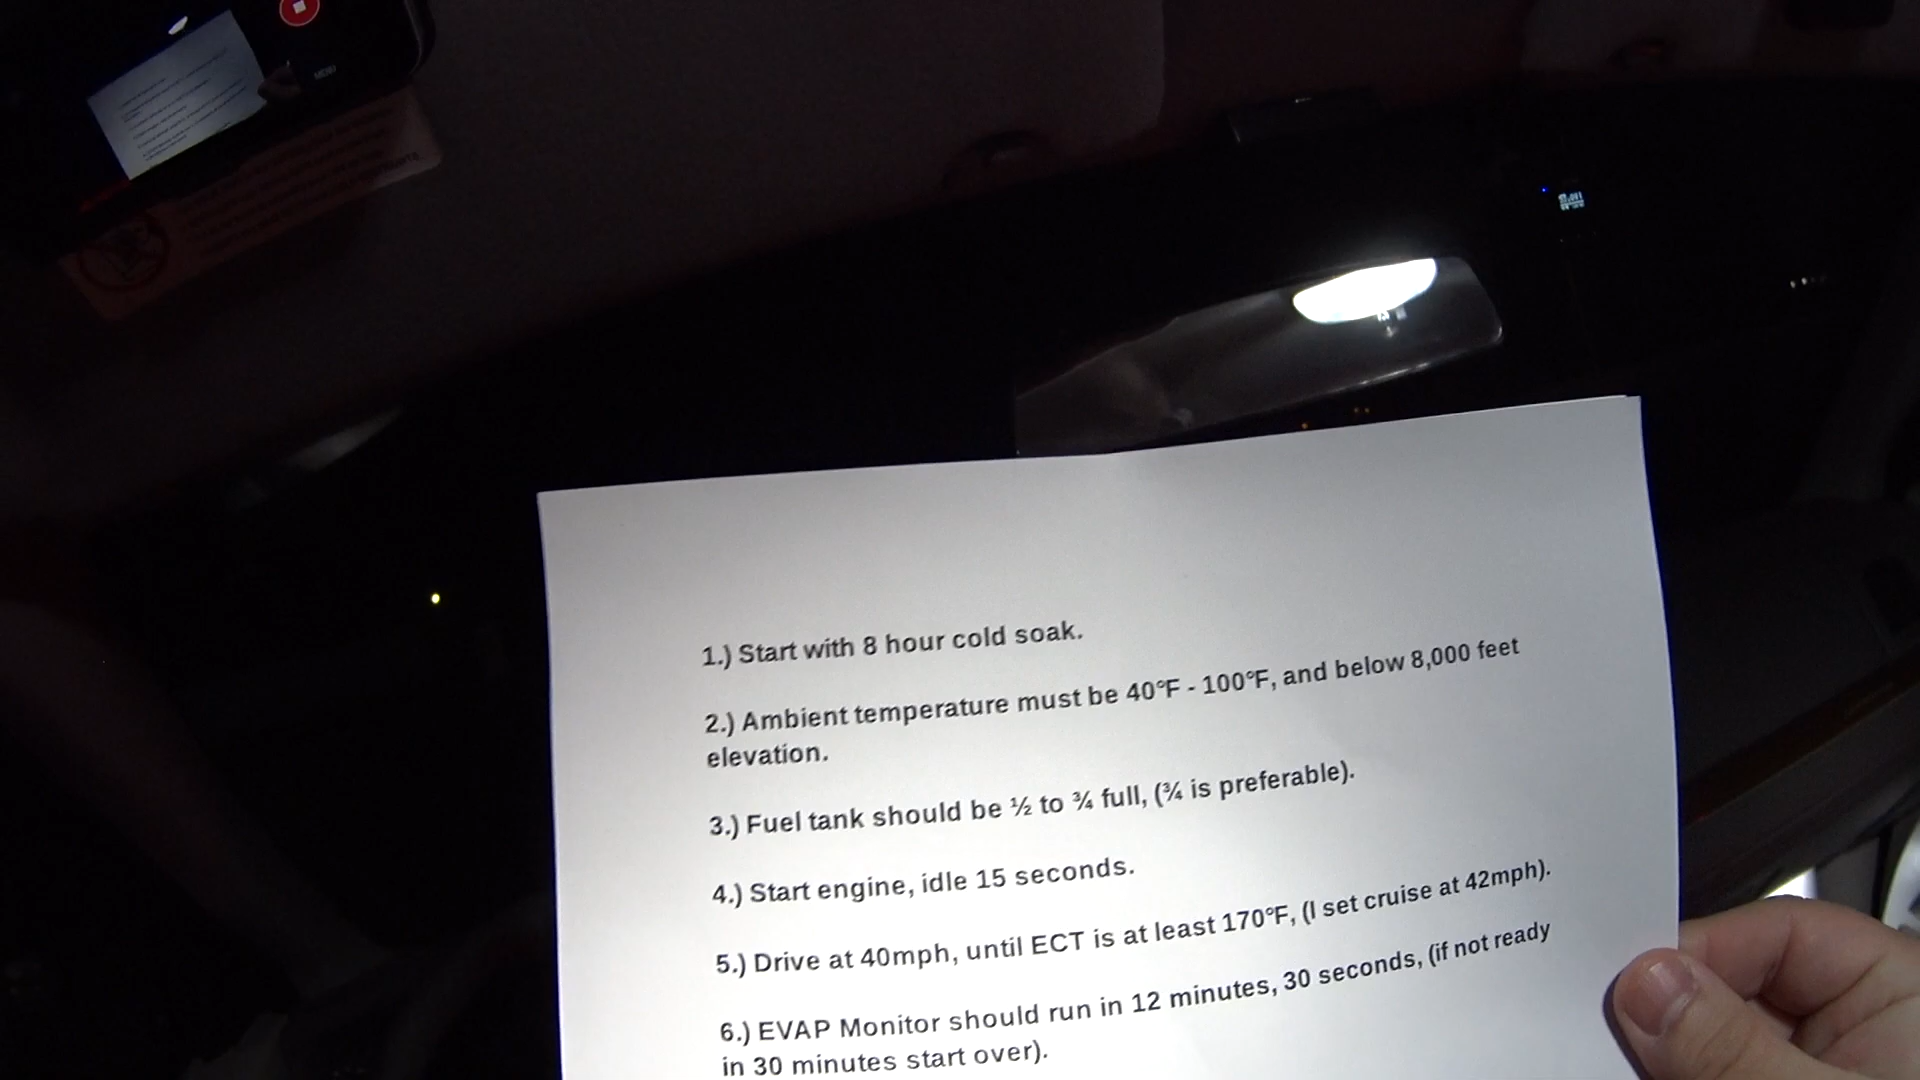 MENU
1.) Start with 8 hour cold soak.
2.) Ambient temperature must be 40°F - 100°F, and below 8,000 feet
elevation.
3.) Fuel tank should be ½ to ¾ full, (¾ is preferable).
4.) Start engine, idle 15 seconds.
5.) Drive at 40mph, until ECT is at least 170°F, (I set cruise at 42mph).
6.) EVAP Monitor should run in 12 minutes, 30 seconds, (if not ready
in 30 minutes start over).